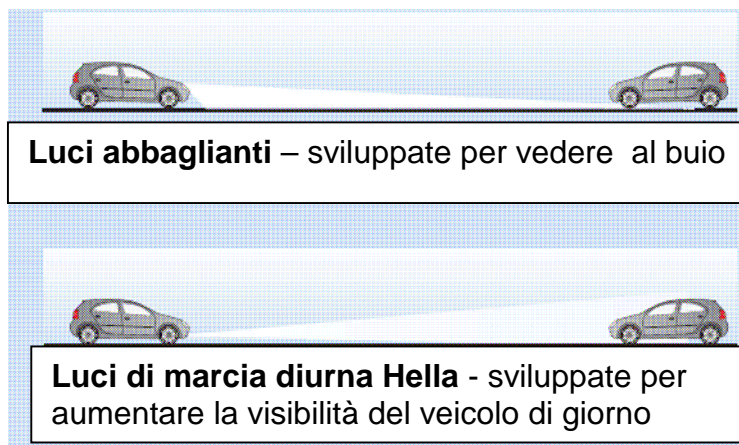 Luci abbaglianti – sviluppate per vedere al buio
Luci di marcia diurna Hella - sviluppate per
aumentare la visibilità del veicolo di giorno